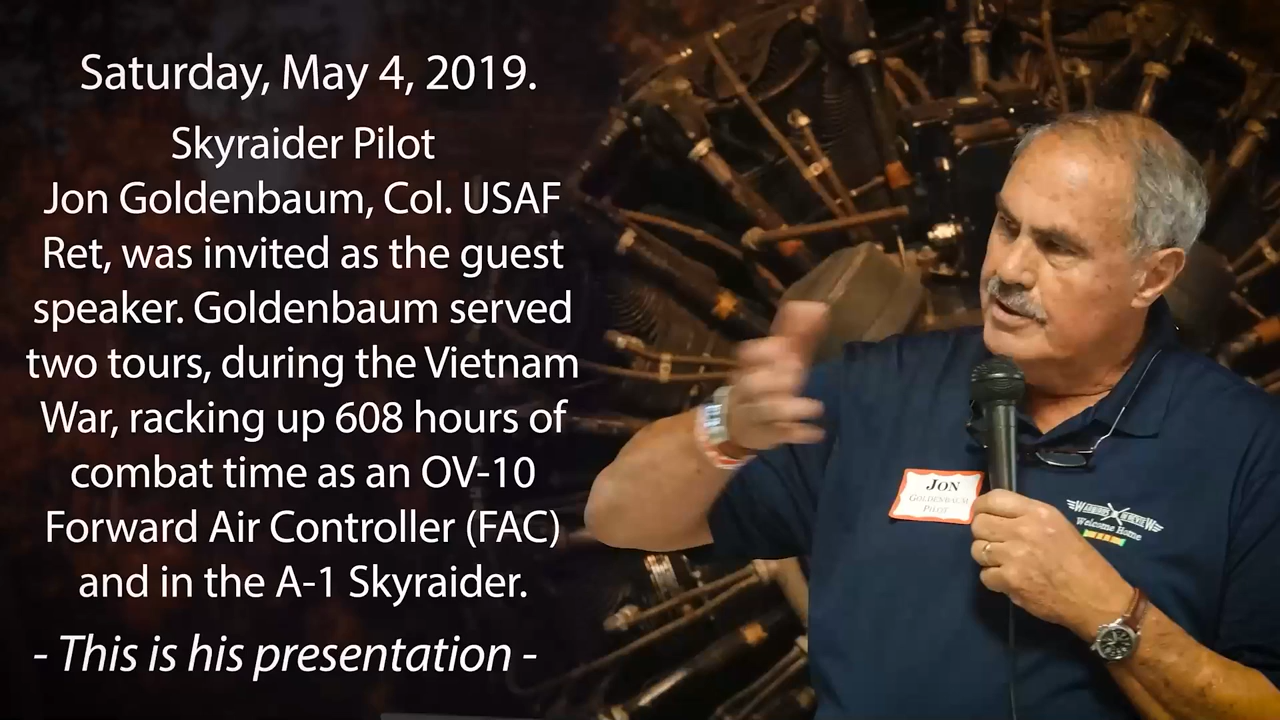 Saturday, May 4, 2019.
Skyraider Pilot
Jon Goldenbaum, Col. USAF
Ret, was invited as the guest
speaker. Goldenbaum served
two tours, during the Vietnam
War, racking up 608 hours of
combat time as an OV-10
Forward Air Controller (FAC)
and in the A-1 Skyraider.
- This is his presentation -
JON
GOLDENBAUM
PILOT
Welcome Home